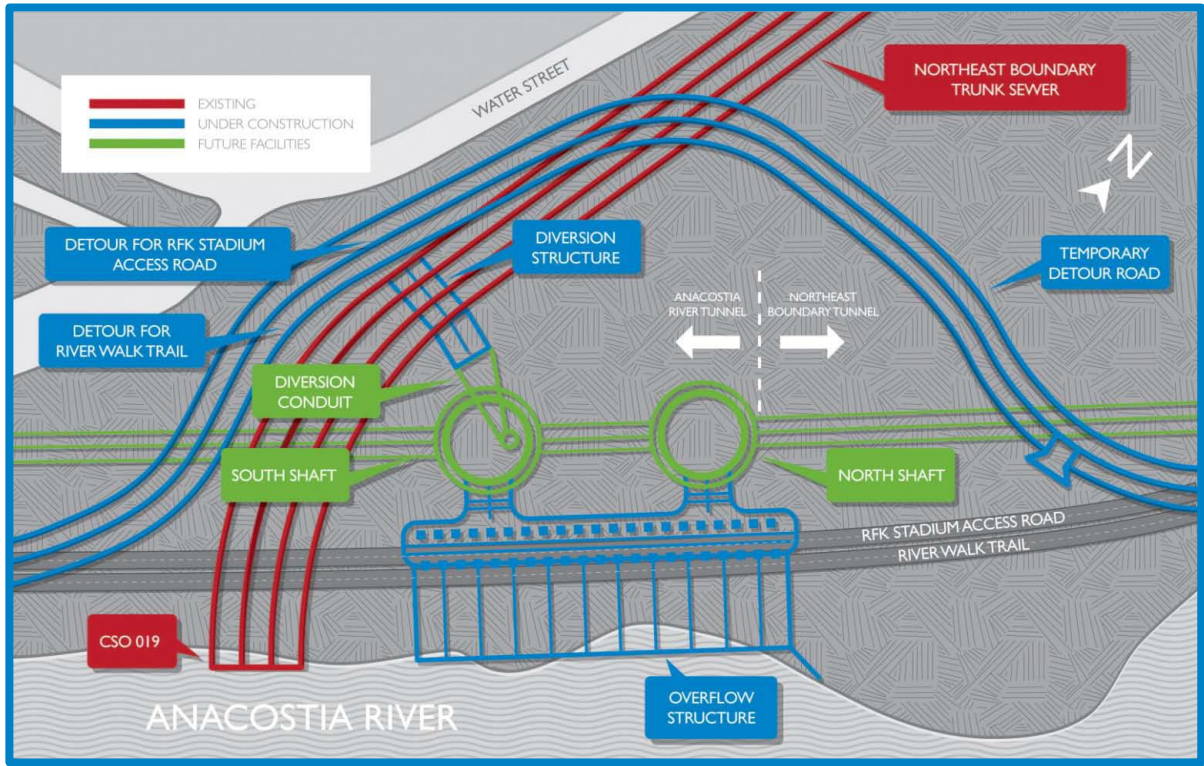 WATER STREET
NORTHEAST BOUNDARY
TRUNK SEWER
EXISTING
UNDER CONSTRUCTION
FUTURE FACILITIES
N
DETOUR FOR RFK STADIUM
ACCESS ROAD
DIVERSION
STRUCTURE
TEMPORARY
DETOUR ROAD
ANACOSTIA
RIVER TUNNEL
NORTHEAST
BOUNDARY TUNNEL
DETOUR FOR
RIVER WALK TRAIL
DIVERSION
CONDUIT
SOUTH SHAFT
NORTH SHAFT
RFK STADIUM ACCESS ROAD
RIVER WALK TRAIL
CSO 019
OVERFLOW
STRUCTURE
ANACOSTIA RIVER